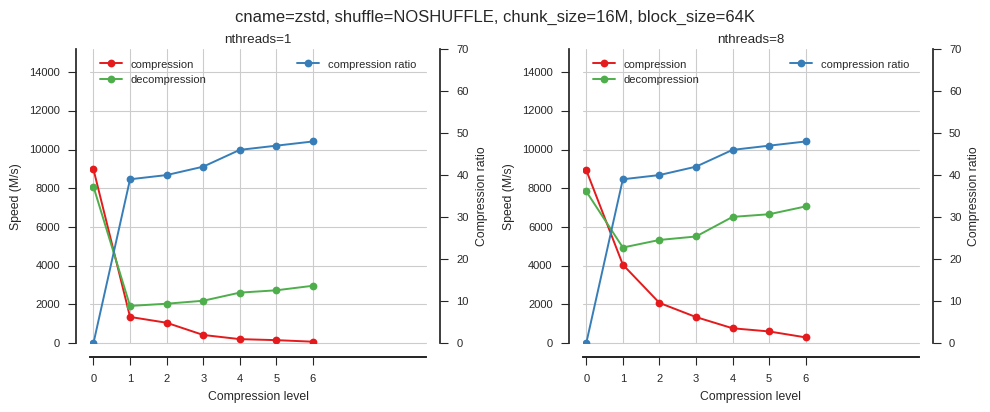 cname=zstd, shuffle=NOSHUFFLE, chunk_size=16M, block_size=64K
nthreads=1
compression
decompression
compression ratio
14000
12000
10000
8000
6000
4000
2000
0
Speed (M/s)
70
60
50
40
30
20
10
0
Compression ratio
0 1 2 3 4 5 6
Compression level
nthreads=8
compression
decompression
compression ratio
14000
12000
10000
8000
6000
4000
2000
0
Speed (M/s)
70
60
50
40
30
20
10
0
Compression ratio
0 1 2 3 4 5 6
Compression level